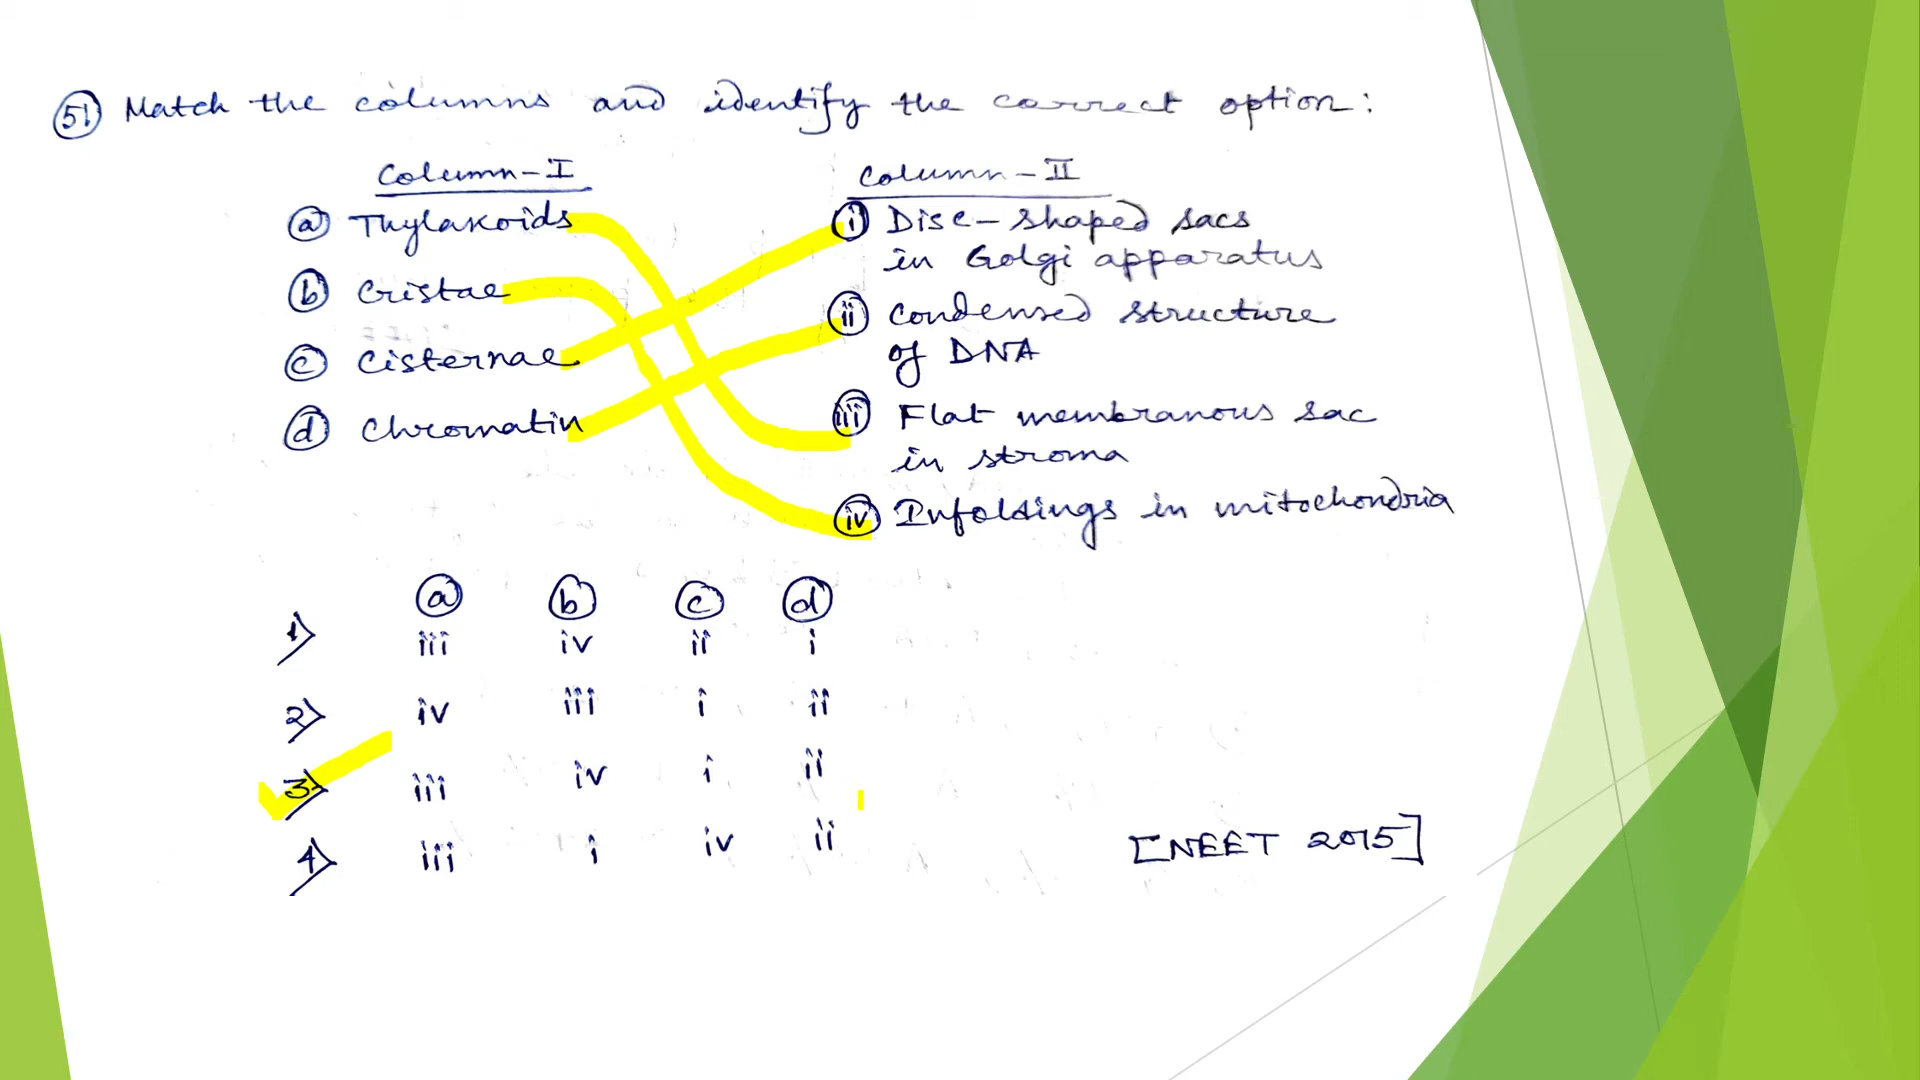 51 Match the columns and identify the correct option:
Column-I Column-II
a Thylakoids i Disc-shaped sacs
in Golgi apparatus
b Cristae ii Condensed structure
of DNA
c Cisternae iii Flat membranous sac
in stroma
d Chromatin iv Infoldings in mitochondria
a b c d
1) iii iv ii i
2) iv iii i ii
3) iii iv i ii
4) iii i iv ii
[NEET 2015]